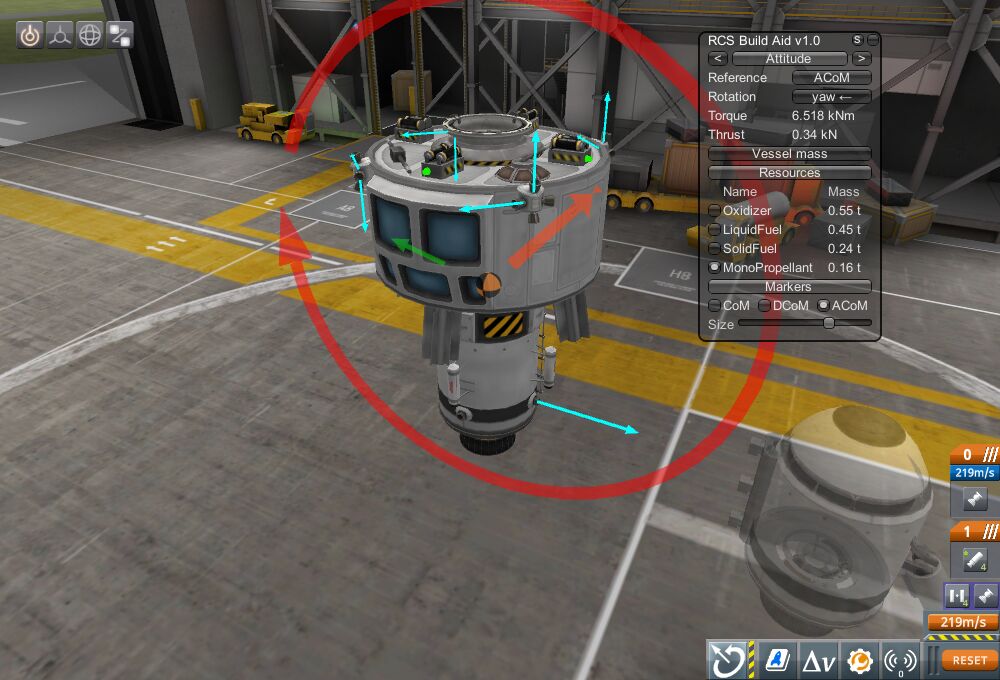 RCS Build Aid v1.0 S
< Attitude >
Reference ACoM
Rotation yaw ←
Torque 6.518 kNm
Thrust 0.34 kN
Vessel mass
Resources
Name Mass
Oxidizer 0.55 t
LiquidFuel 0.45 t
SolidFuel 0.24 t
MonoPropellant 0.16 t
Markers
CoM DCoM ACoM
Size
A8
H8
0
219m/s
1
4
4
219m/s
Δv
0
RESET